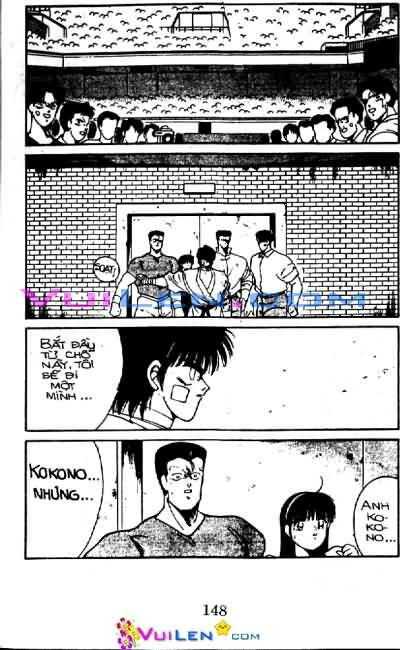 ĐOẠT
VUILEN.COM
BẮT ĐẦU
TỪ CHỖ
NÀY, TÔI
SẼ ĐI
MỘT
MÌNH...
KOKONO...
NHƯNG...
ANH
KO-
KO-
NO...
148
VUILEN.COM